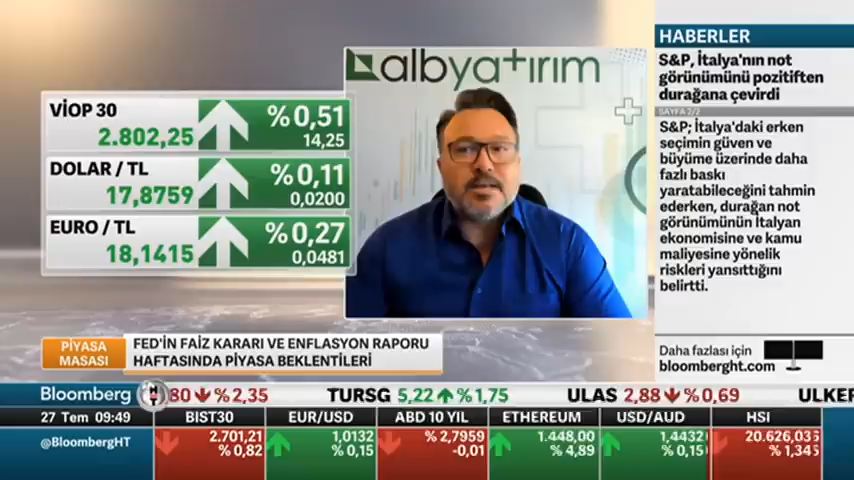 albyatırım
VİOP 30
2.802,25
%0,51
14,25
DOLAR / TL
17,8759
%0,11
0,0200
EURO / TL
18,1415
%0,27
0,0481
HABERLER
S&P, İtalya'nın not
görünümünü pozitiften
durağana çevirdi
SAYFA 2/2
S&P; İtalya'daki erken
seçimin güven ve
büyüme üzerinde daha
fazlı baskı
yaratabileceğini tahmin
ederken, durağan not
görünümünün İtalyan
ekonomisine ve kamu
maliyesine yönelik
riskleri yansıttığını
belirtti.
Daha fazlası için
bloomberght.com
PİYASA
MASASI
FED'İN FAİZ KARARI VE ENFLASYON RAPORU
HAFTASINDA PİYASA BEKLENTİLERİ
Bloomberg HT 80 %2,35 TURSG 5,22 %1,75 ULAS 2,88 %0,69 ULKER
27 Tem 09:49 BIST30 EUR/USD ABD 10 YIL ETHEREUM USD/AUD HSI
@BloombergHT 2.701,21 1,0132 %2,7959 1.448,00 1,4432
%0,82 %0,15 -0,01 %4,89 %0,15